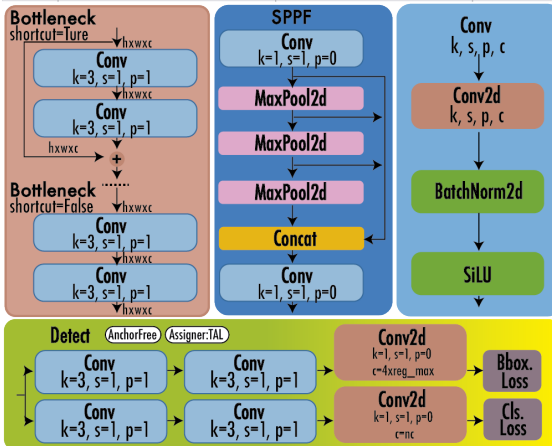 Bottleneck
shortcut=Ture
hxwxc
Conv
k=3, s=1, p=1
hxwxc
Conv
k=3, s=1, p=1
hxwxc
+
Bottleneck
shortcut=False
hxwxc
Conv
k=3, s=1, p=1
hxwxc
Conv
k=3, s=1, p=1
hxwxc
SPPF
Conv
k=1, s=1, p=0
MaxPool2d
MaxPool2d
MaxPool2d
Concat
Conv
k=1, s=1, p=0
Conv
k, s, p, c
Conv2d
k, s, p, c
BatchNorm2d
SiLU
Detect
AnchorFree
Assigner:TAL
Conv
k=3, s=1, p=1
Conv
k=3, s=1, p=1
Conv2d
k=1, s=1, p=0
c=4xreg_max
Bbox.
Loss
Conv
k=3, s=1, p=1
Conv
k=3, s=1, p=1
Conv2d
k=1, s=1, p=0
c=nc
Cls.
Loss